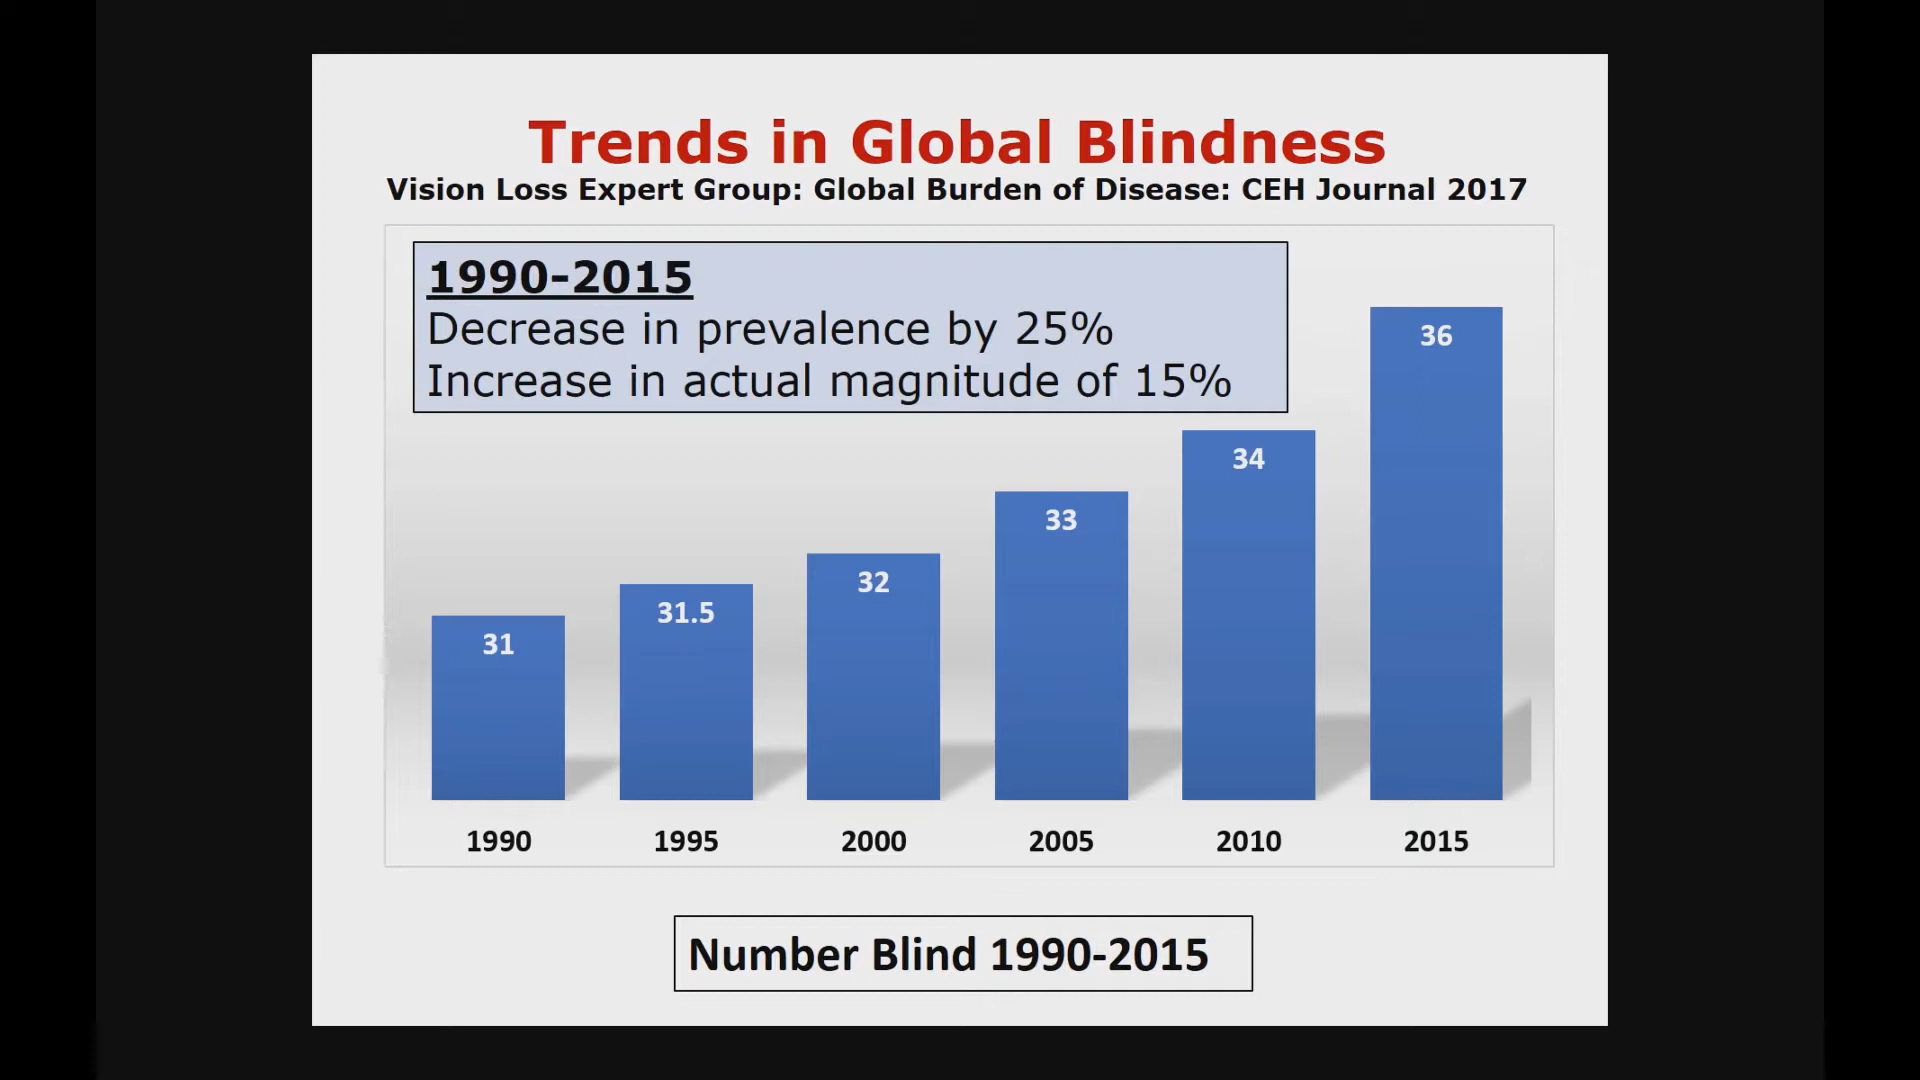 Trends in Global Blindness
Vision Loss Expert Group: Global Burden of Disease: CEH Journal 2017
1990-2015
Decrease in prevalence by 25%
Increase in actual magnitude of 15%
31
31.5
32
33
34
36
1990
1995
2000
2005
2010
2015
Number Blind 1990-2015